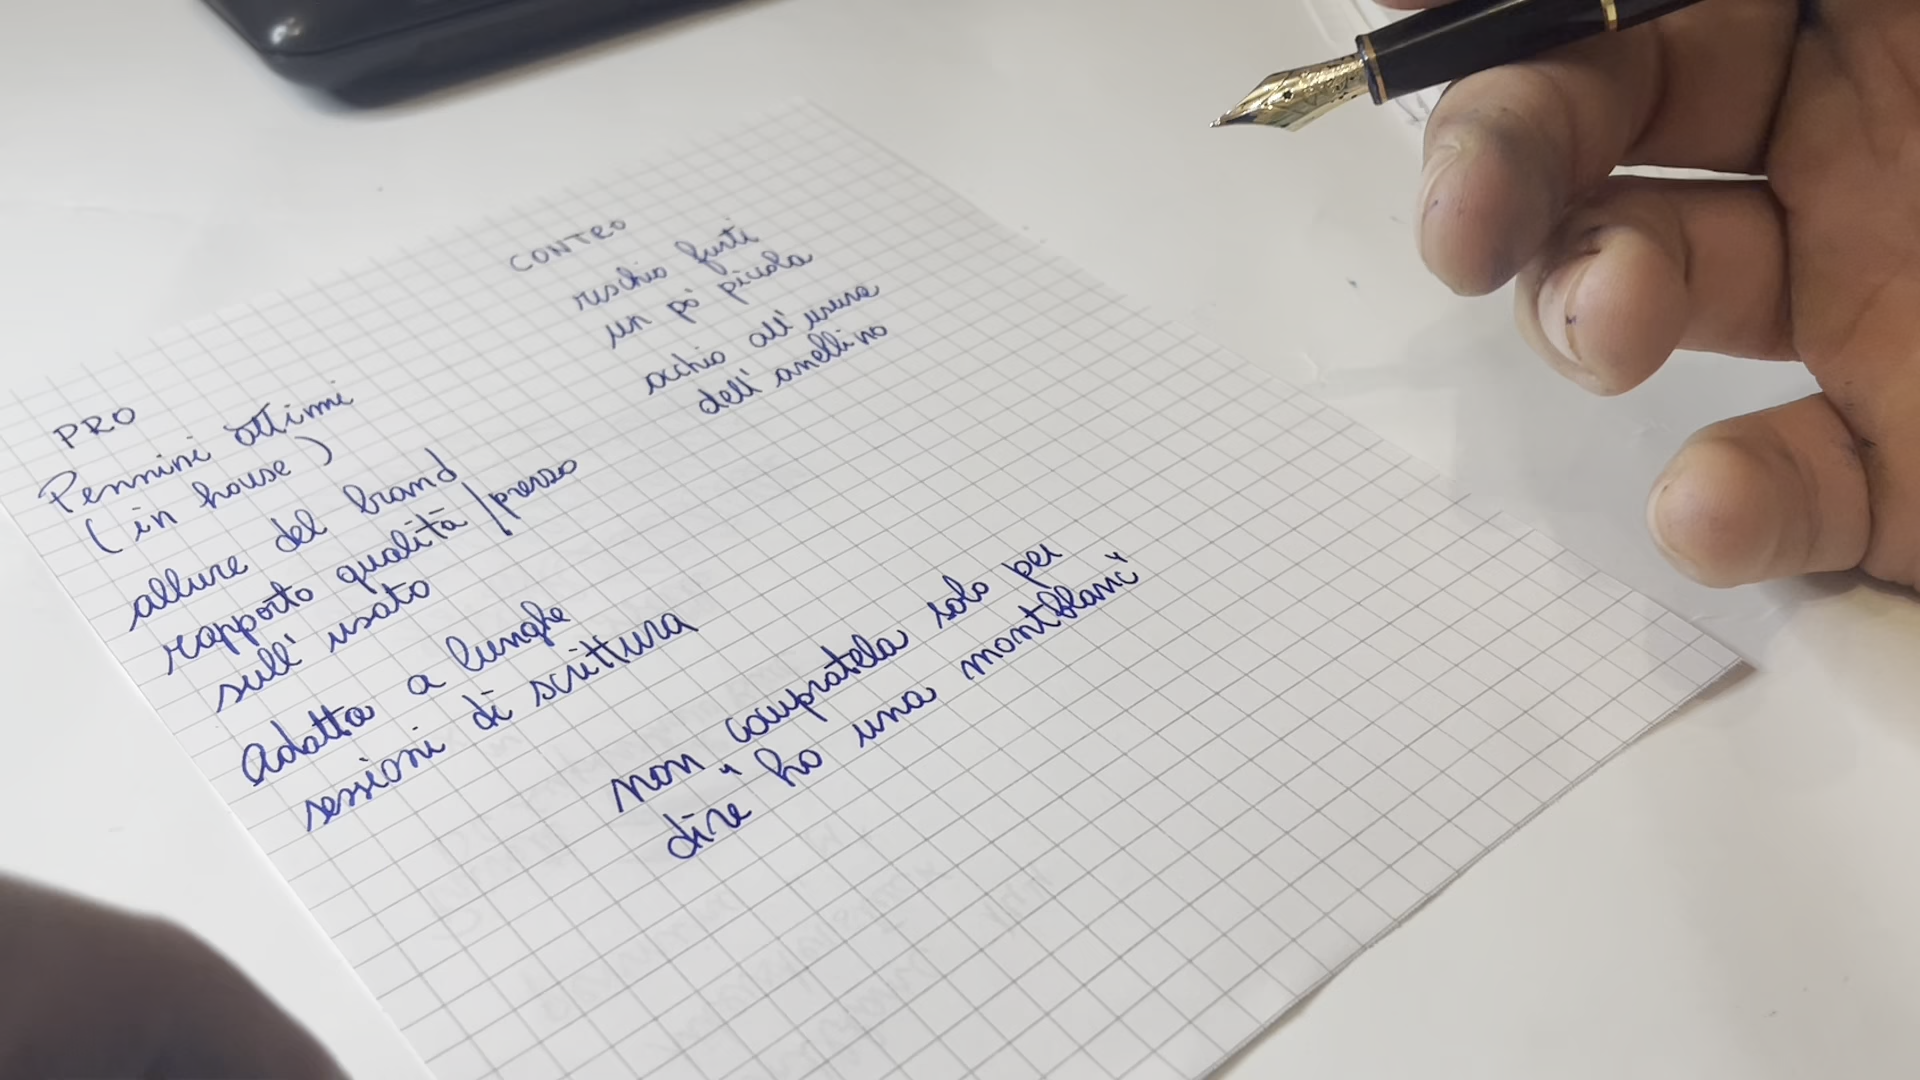 PRO
Pennini ottimi
(in house)
allure del brand
rapporto qualità/prezzo
sull'usato
Adatta a lunghe
sessioni di scrittura
CONTRO
rischio furti
un pò piccola
occhio all'usura
dell'anellino
non compratela solo per
dire "ho una montblanc"